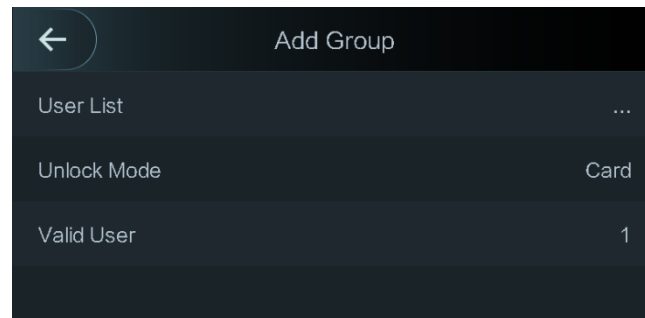 Add Group
User List ...
Unlock Mode Card
Valid User 1